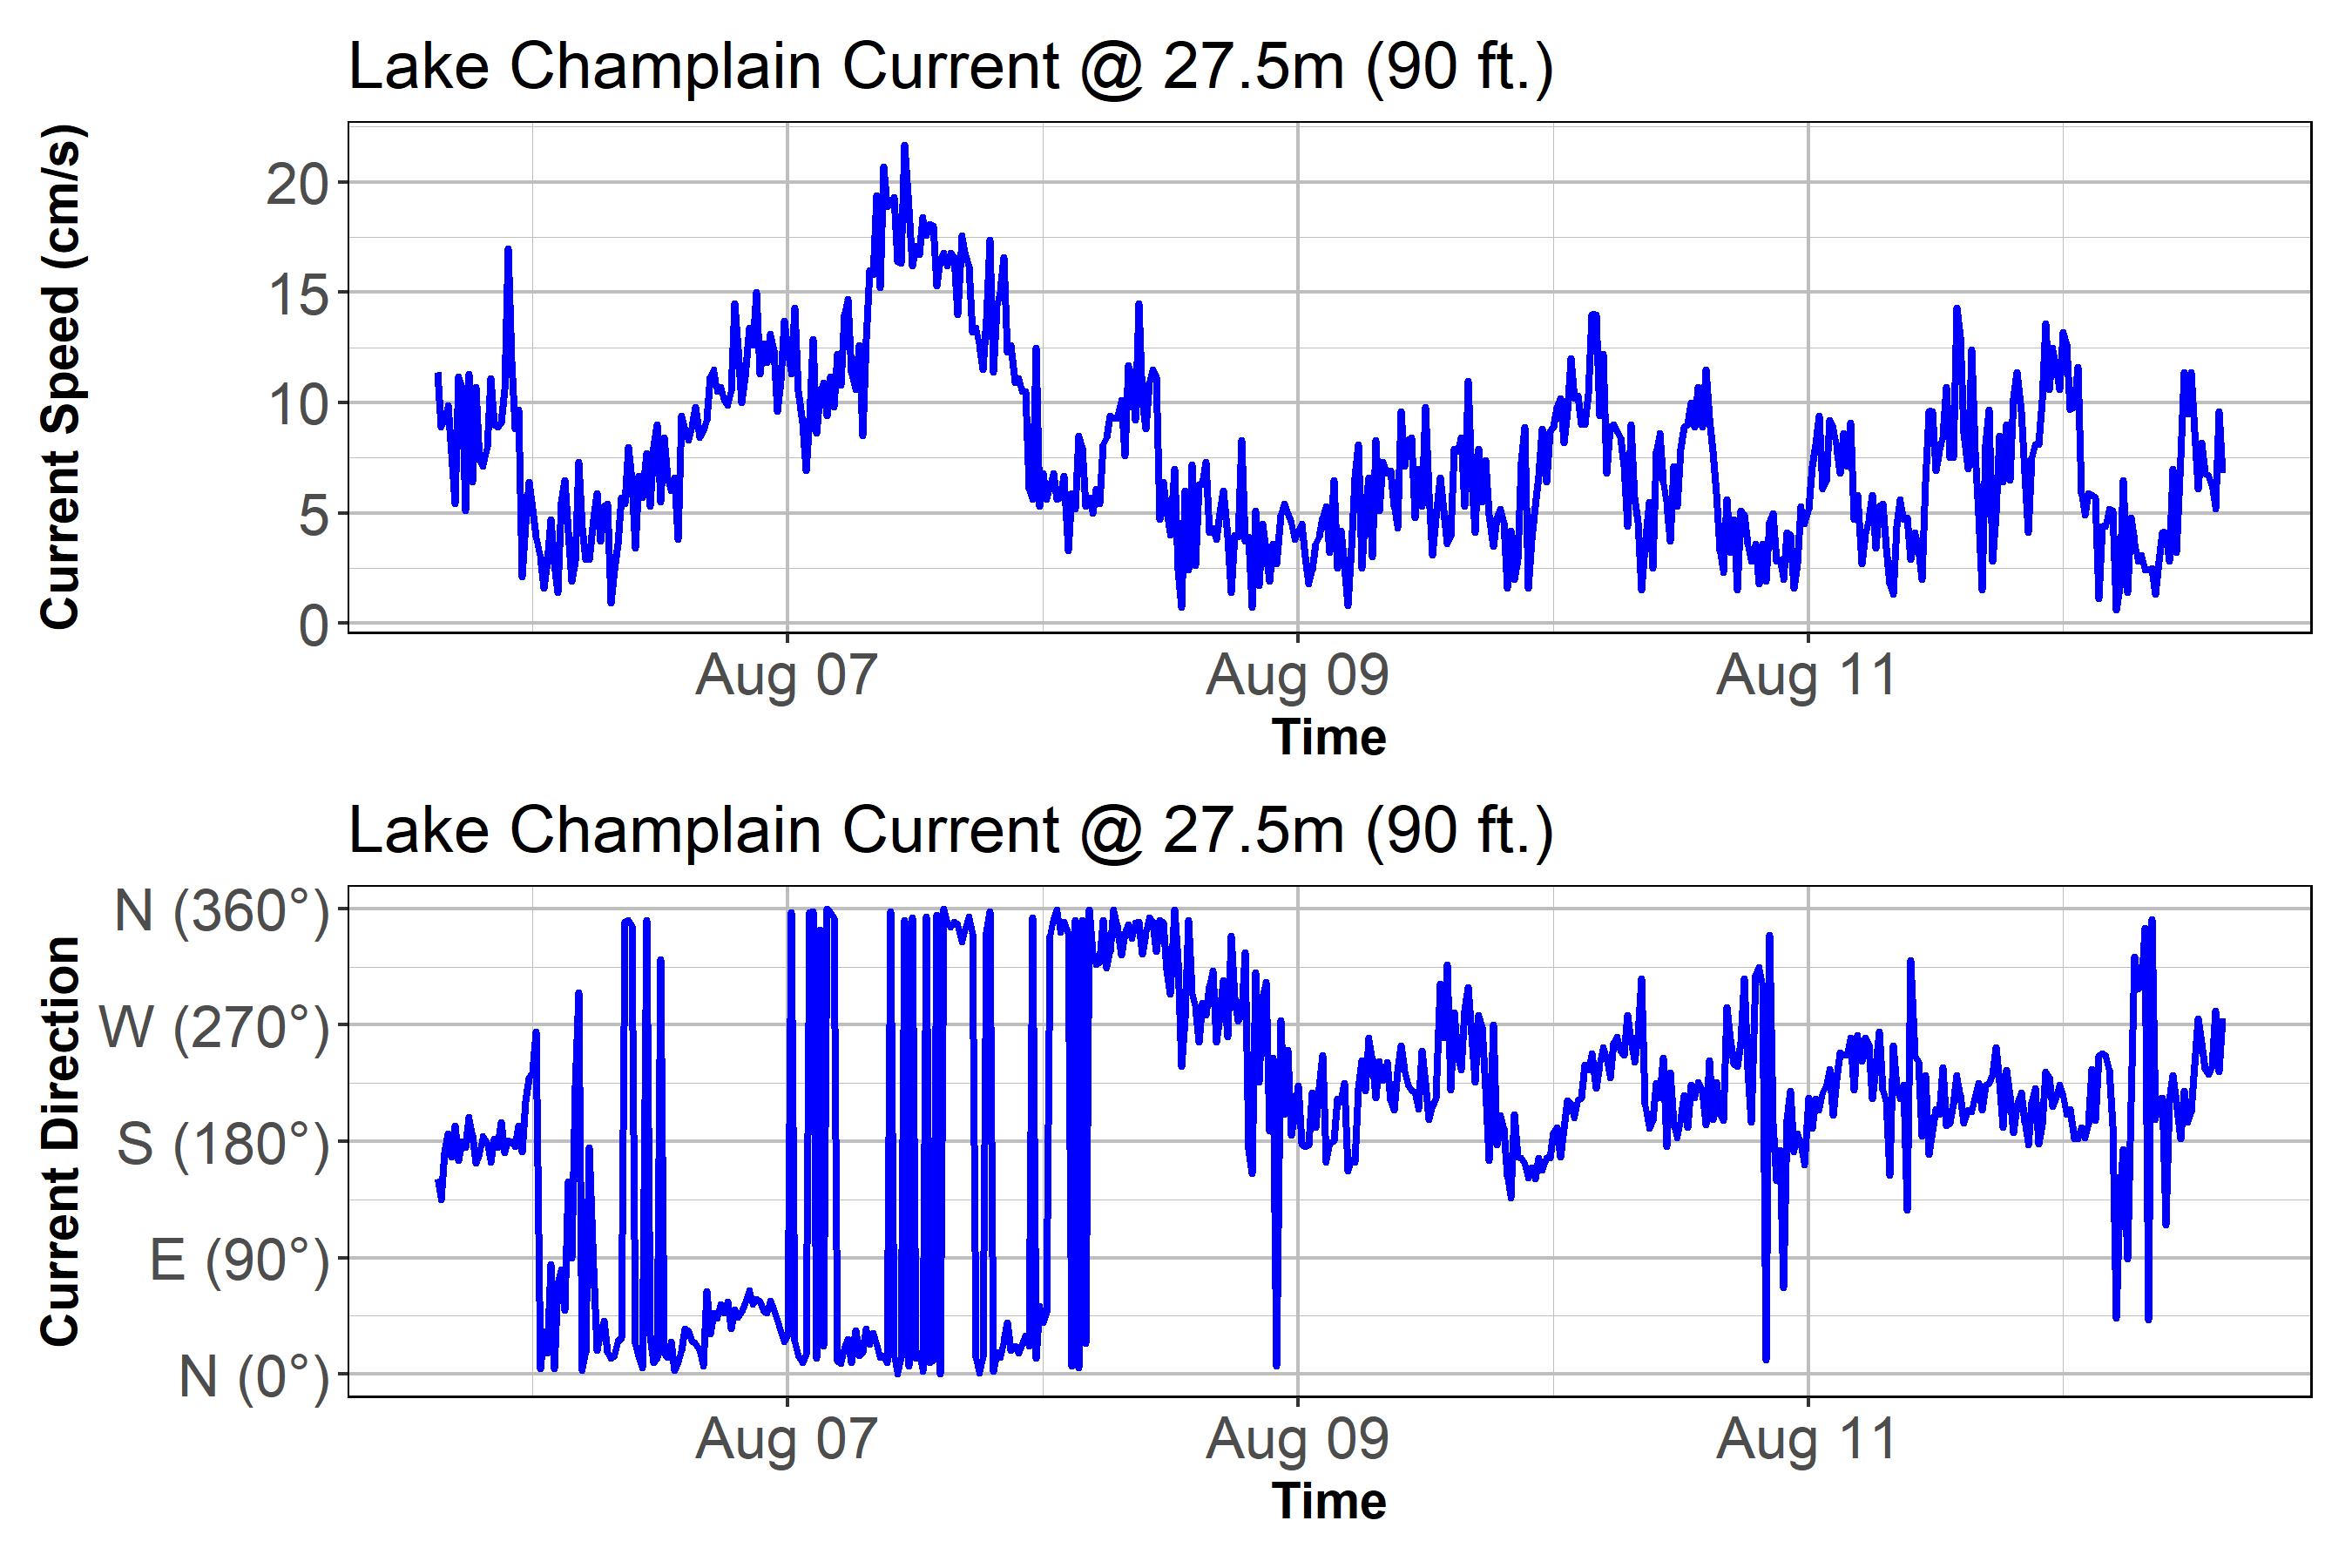 Lake Champlain Current @ 27.5m (90 ft.)
Current Speed (cm/s)
20
15
10
5
0
Aug 07 Aug 09 Aug 11
Time
Lake Champlain Current @ 27.5m (90 ft.)
Current Direction
N (360°)
W (270°)
S (180°)
E (90°)
N (0°)
Aug 07 Aug 09 Aug 11
Time